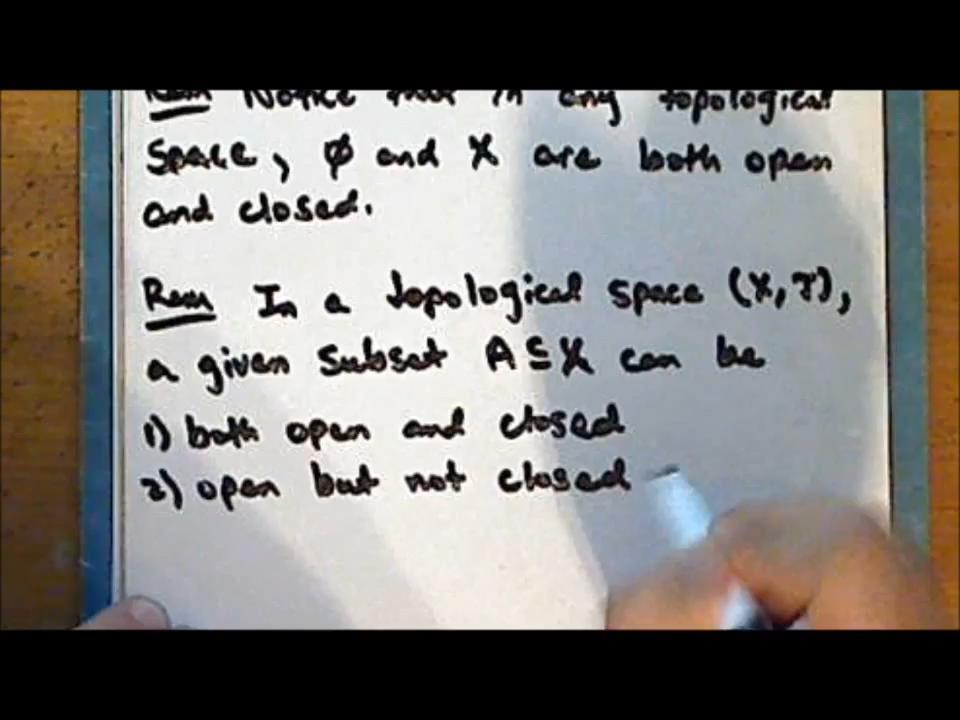 Rem Notice that in any topological
space, φ and X are both open
and closed.
Rem In a topological space (X, τ),
a given subset A ⊆ X can be
1) both open and closed
2) open but not closed